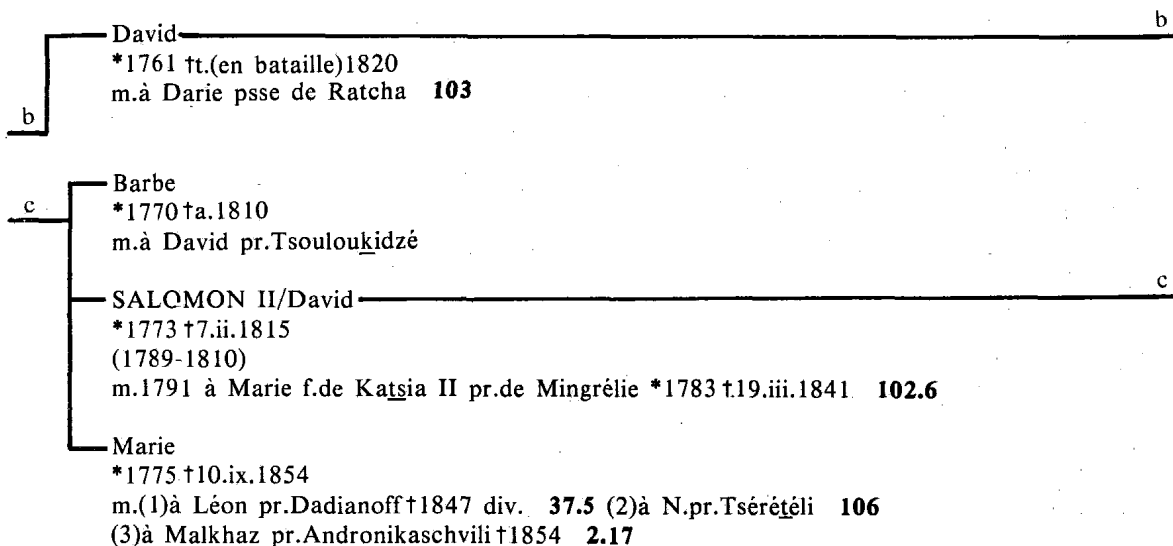 b
David
*1761 †t.(en bataille)1820
m.à Darie psse de Ratcha 103
b
Barbe
c
*1770 †a.1810
m.à David pr.Tsouloukidzé
SALOMON II/David
c
*1773 †7.ii.1815
(1789-1810)
m.1791 à Marie f.de Katsia II pr.de Mingrélie *1783 †.19.iii.1841 102.6
Marie
*1775 †10.ix.1854
m.(1)à Léon pr.Dadianoff †1847 div. 37.5 (2)à N.pr.Tsérétéli 106
(3)à Malkhaz pr.Andronikaschvili †1854 2.17